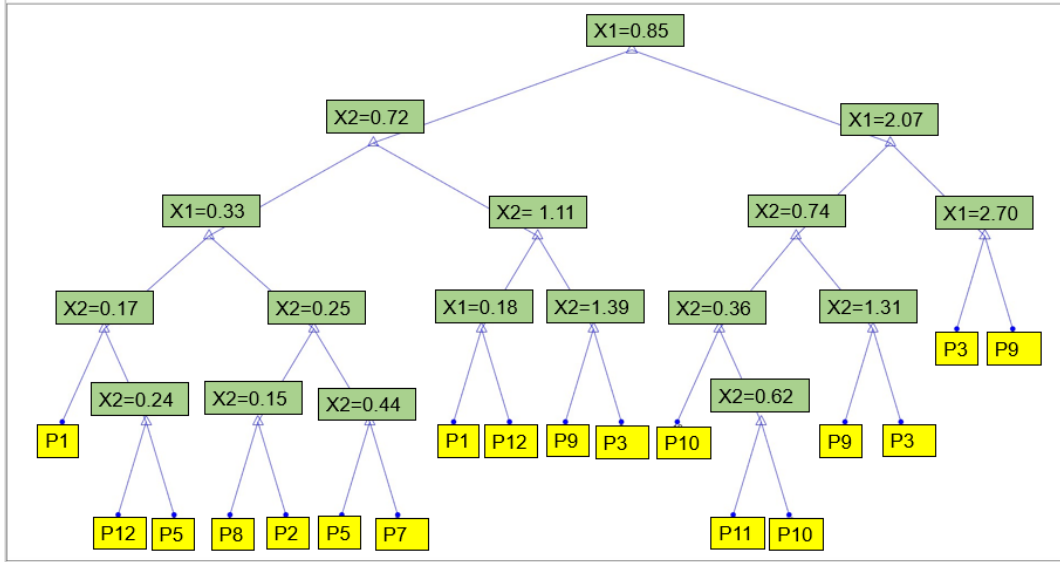 X1=0.85
X2=0.72
X1=2.07
X1=0.33
X2= 1.11
X2=0.74
X1=2.70
X2=0.17
X2=0.25
X1=0.18
X2=1.39
X2=0.36
X2=1.31
P3
P9
X2=0.24
X2=0.15
X2=0.44
X2=0.62
P1
P1
P12
P9
P3
P10
P9
P3
P12
P5
P8
P2
P5
P7
P11
P10